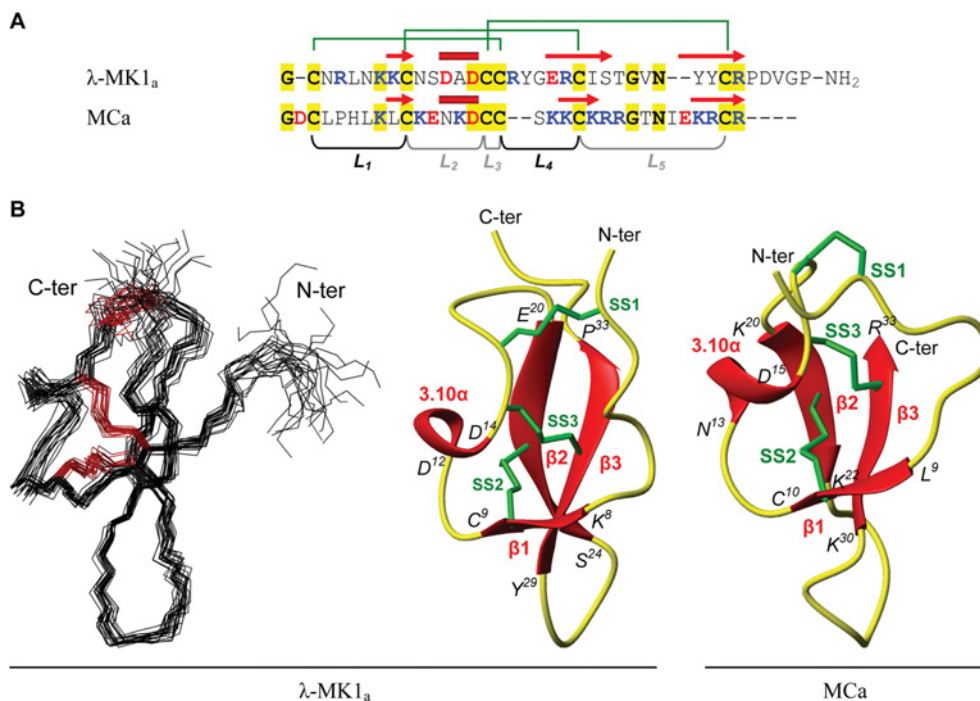 A
λ-MK1a G-CNRLNKKCNSDADCCRYGERCISTGVN--YYCRPDVGP-NH2
MCa GDCLPHLKLCKENKDCC--SKKCKRRGTNIEKRCR----
L1 L2 L3 L4 L5
B
C-ter
N-ter
C-ter
N-ter
E20
SS1
P33
3.10α
D14
D12
SS3
β2
β3
SS2
C9
K8
β1
S24
Y29
N-ter
SS1
K20
SS3
R33
C-ter
3.10α
D15
β2
β3
N13
SS2
K22
L9
C10
β1
K30
λ-MK1a
MCa